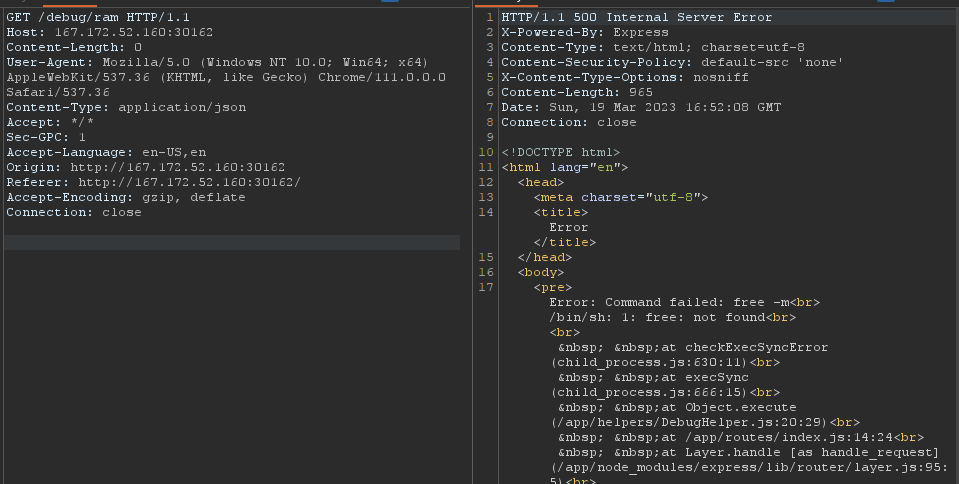 GET /debug/ram HTTP/1.1
Host: 167.172.52.160:30162
Content-Length: 0
User-Agent: Mozilla/5.0 (Windows NT 10.0; Win64; x64)
AppleWebKit/537.36 (KHTML, like Gecko) Chrome/111.0.0.0
Safari/537.36
Content-Type: application/json
Accept: */*
Sec-GPC: 1
Accept-Language: en-US,en
Origin: http://167.172.52.160:30162
Referer: http://167.172.52.160:30162/
Accept-Encoding: gzip, deflate
Connection: close
1 HTTP/1.1 500 Internal Server Error
2 X-Powered-By: Express
3 Content-Type: text/html; charset=utf-8
4 Content-Security-Policy: default-src 'none'
5 X-Content-Type-Options: nosniff
6 Content-Length: 965
7 Date: Sun, 19 Mar 2023 16:52:08 GMT
8 Connection: close
9
10 <!DOCTYPE html>
11 <html lang="en">
12 <head>
13 <meta charset="utf-8">
14 <title>
Error
</title>
15 </head>
16 <body>
17 <pre>
Error: Command failed: free -m<br>
/bin/sh: 1: free: not found<br>
<br>
&nbsp; &nbsp;at checkExecSyncError
(child_process.js:630:11)<br>
&nbsp; &nbsp;at execSync
(child_process.js:666:15)<br>
&nbsp; &nbsp;at Object.execute
(/app/helpers/DebugHelper.js:20:29)<br>
&nbsp; &nbsp;at /app/routes/index.js:14:24<br>
&nbsp; &nbsp;at Layer.handle [as handle_request]
(/app/node_modules/express/lib/router/layer.js:95:
5)<br>